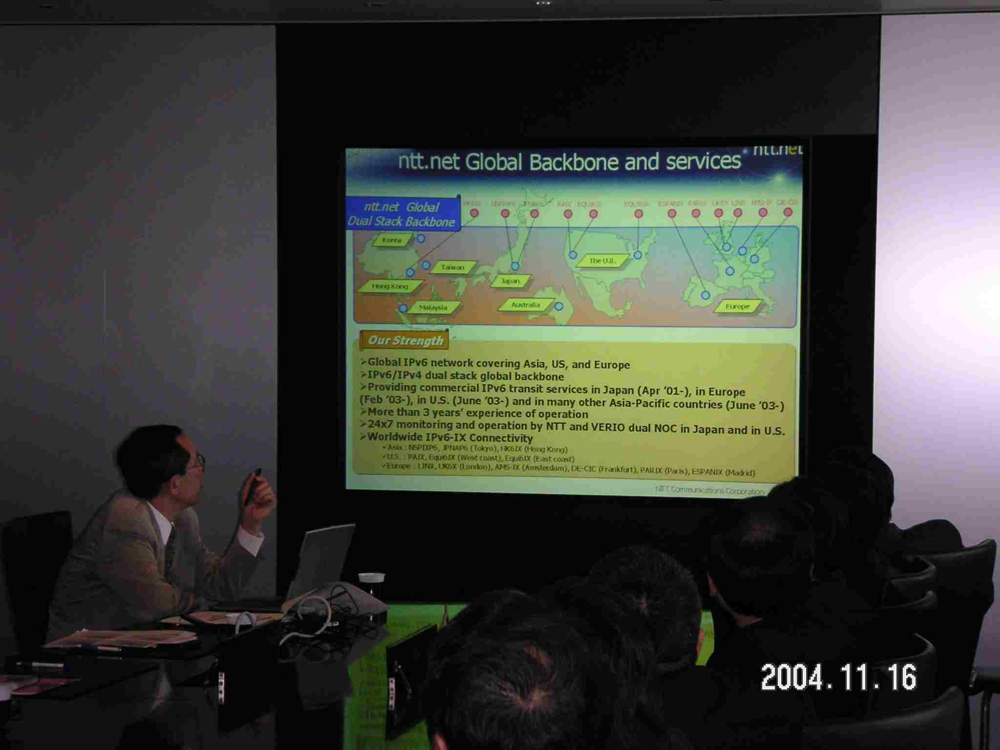 ntt.net
ntt.net Global Backbone and services
ntt.net Global
Dual Stack Backbone
HK6IX NSPIXP6 JPNAP6 PAIX EQUI6IX EQUI6IX ESPANIX PARIX UK6X LINX AMS-IX DE-CIX
Korea
Taiwan
The U.S.
Hong Kong
Japan
Malaysia
Australia
Europe
Our Strength
➢Global IPv6 network covering Asia, US, and Europe
➢IPv6/IPv4 dual stack global backbone
➢Providing commercial IPv6 transit services in Japan (Apr '01-), in Europe
(Feb '03-), in U.S. (June '03-) and in many other Asia-Pacific countries (June '03-)
➢More than 3 years' experience of operation
➢24x7 monitoring and operation by NTT and VERIO dual NOC in Japan and in U.S.
➢Worldwide IPv6-IX Connectivity
✓Asia : NSPIXP6, JPNAP6 (Tokyo), HK6IX (Hong Kong)
✓U.S. : PAIX, Equi6IX (West coast), Equi6IX (East coast)
✓Europe : LINX, UK6X (London), AMS-IX (Amsterdam), DE-CIC (Frankfurt), PARIX (Paris), ESPANIX (Madrid)
NTT Communications Corporation
2004.11.16